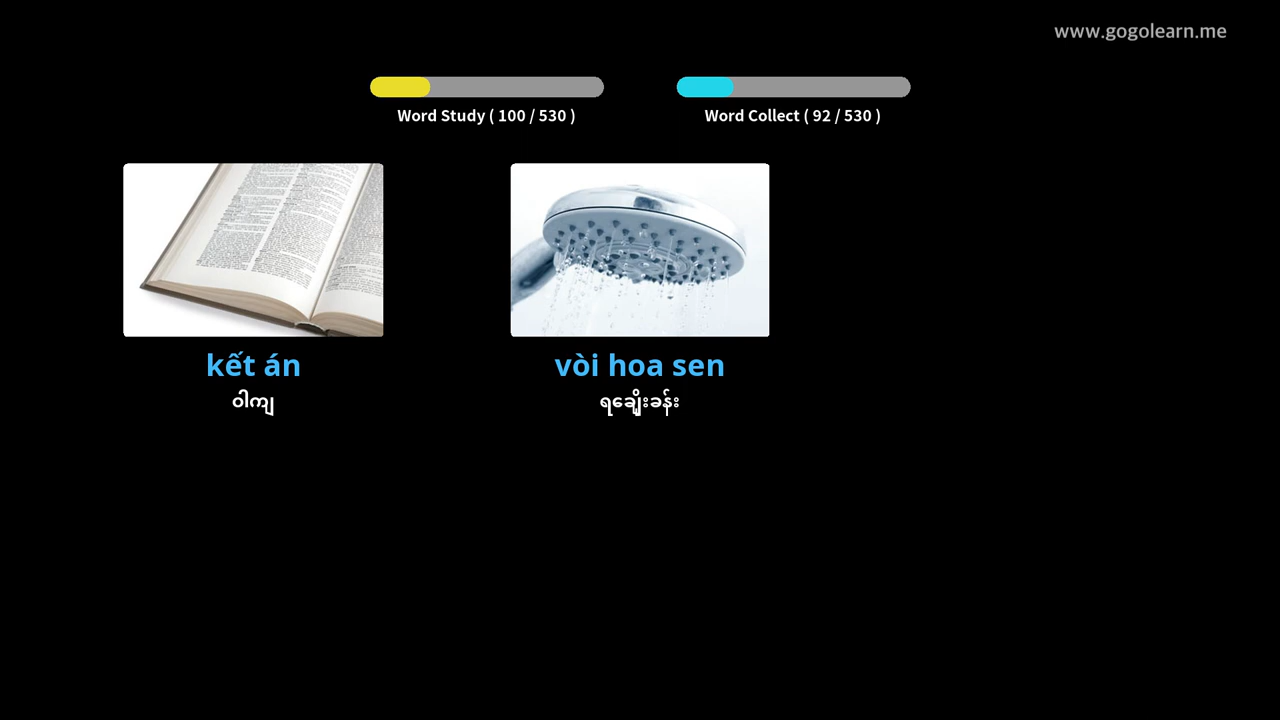 www.gogolearn.me
Word Study ( 100 / 530 )
Word Collect ( 92 / 530 )
kết án
ဝါကျ
vòi hoa sen
ရေချိုးခန်း